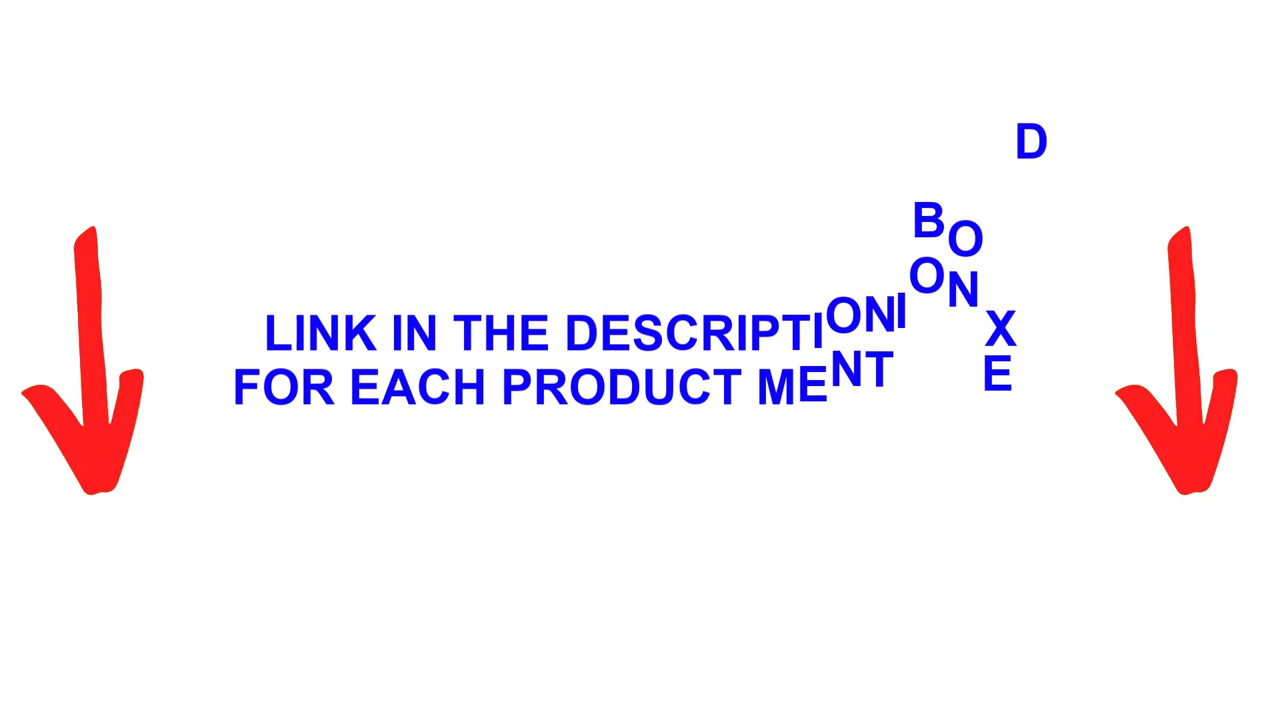 LINK IN THE DESCRIPTION BOX
FOR EACH PRODUCT MENTIONED